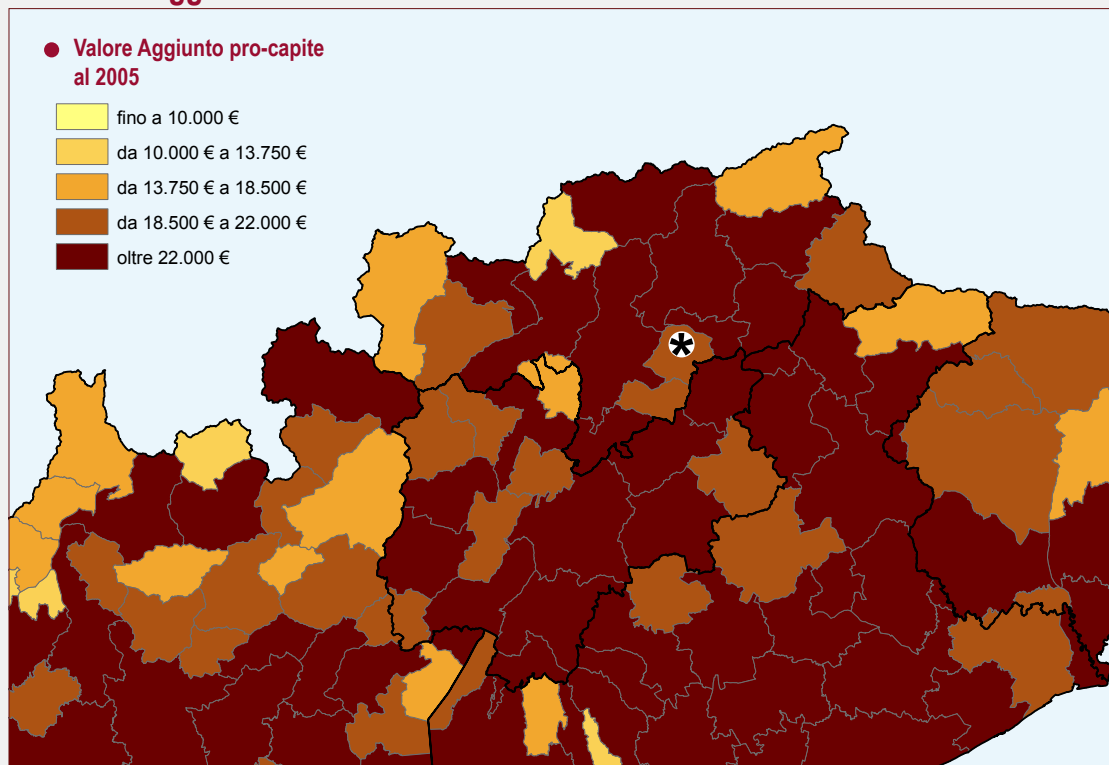 Valore Aggiunto pro-capite
al 2005
fino a 10.000 €
da 10.000 € a 13.750 €
da 13.750 € a 18.500 €
da 18.500 € a 22.000 €
oltre 22.000 €